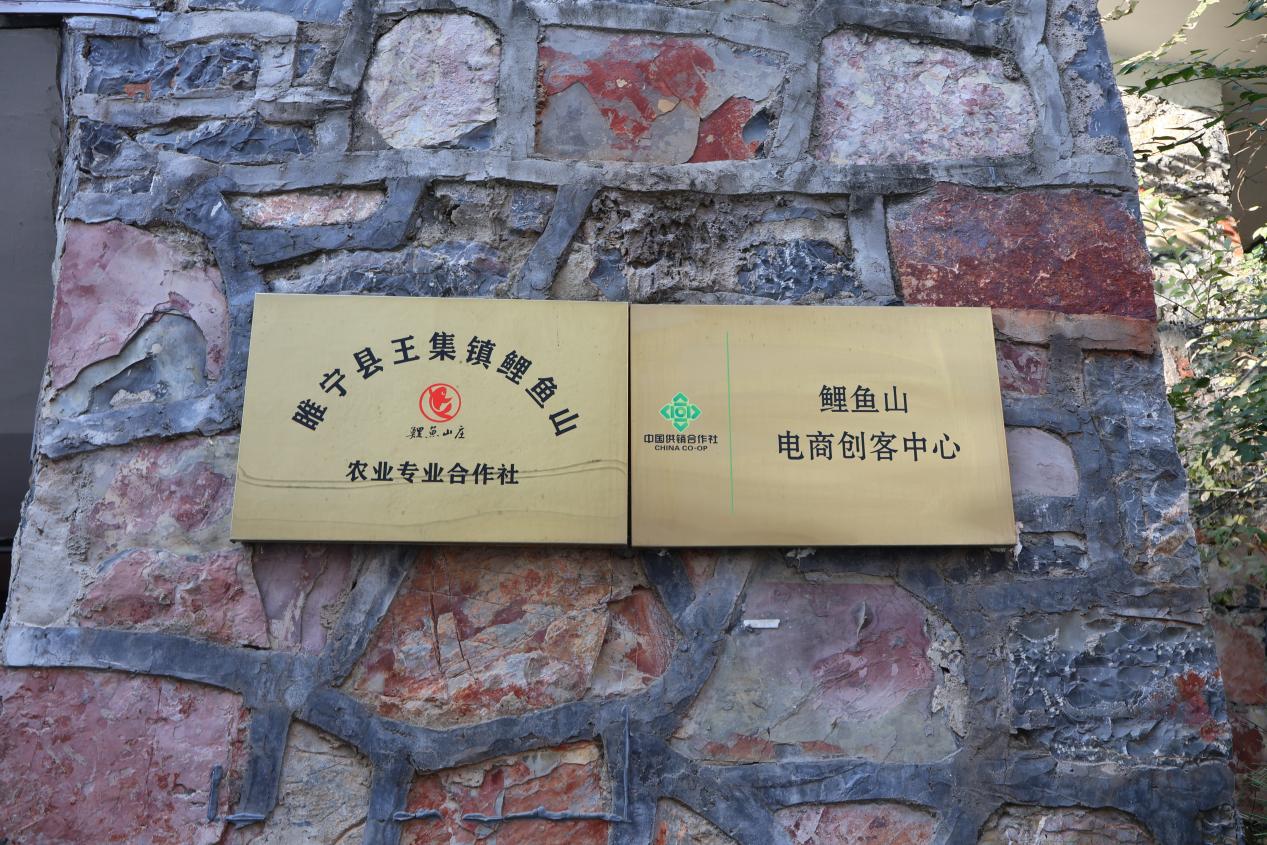 睢宁县王集镇鲤鱼山
鲤鱼山庄
农业专业合作社
中国供销合作社
CHINA CO-OP
鲤鱼山
电商创客中心